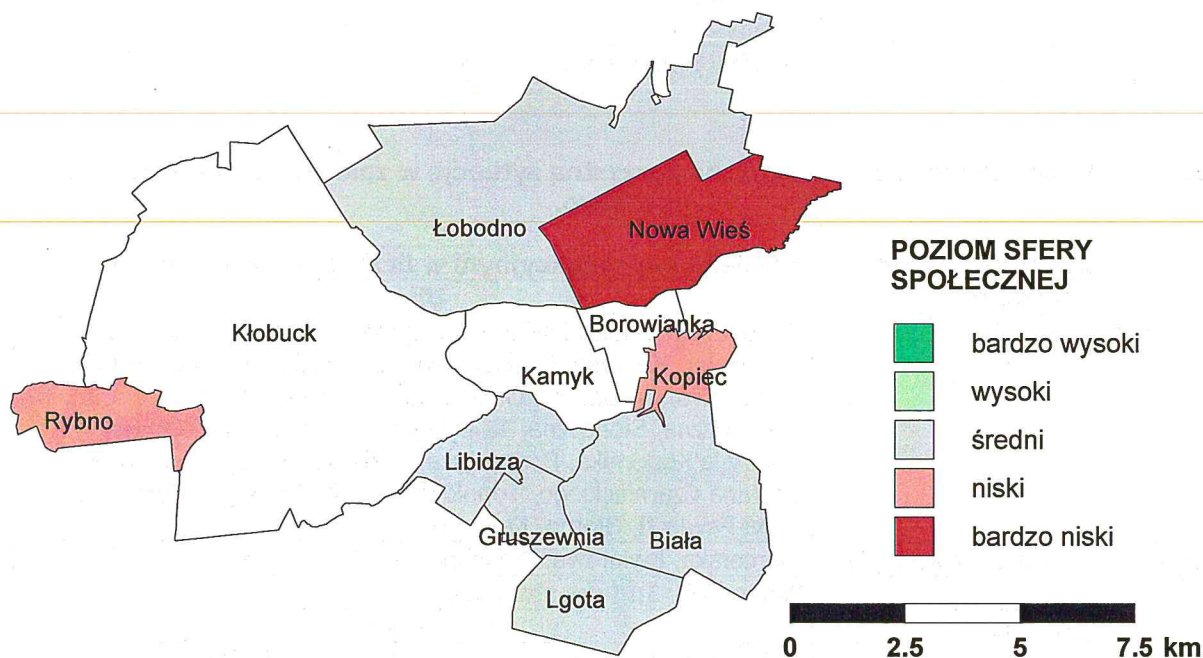 Łobodno
Nowa Wieś
Kłobuck
Borowianka
Kamyk
Kopiec
Rybno
Libidza
Gruszewnia
Biała
Lgota
POZIOM SFERY
SPOŁECZNEJ
bardzo wysoki
wysoki
średni
niski
bardzo niski
0 2.5 5 7.5 km